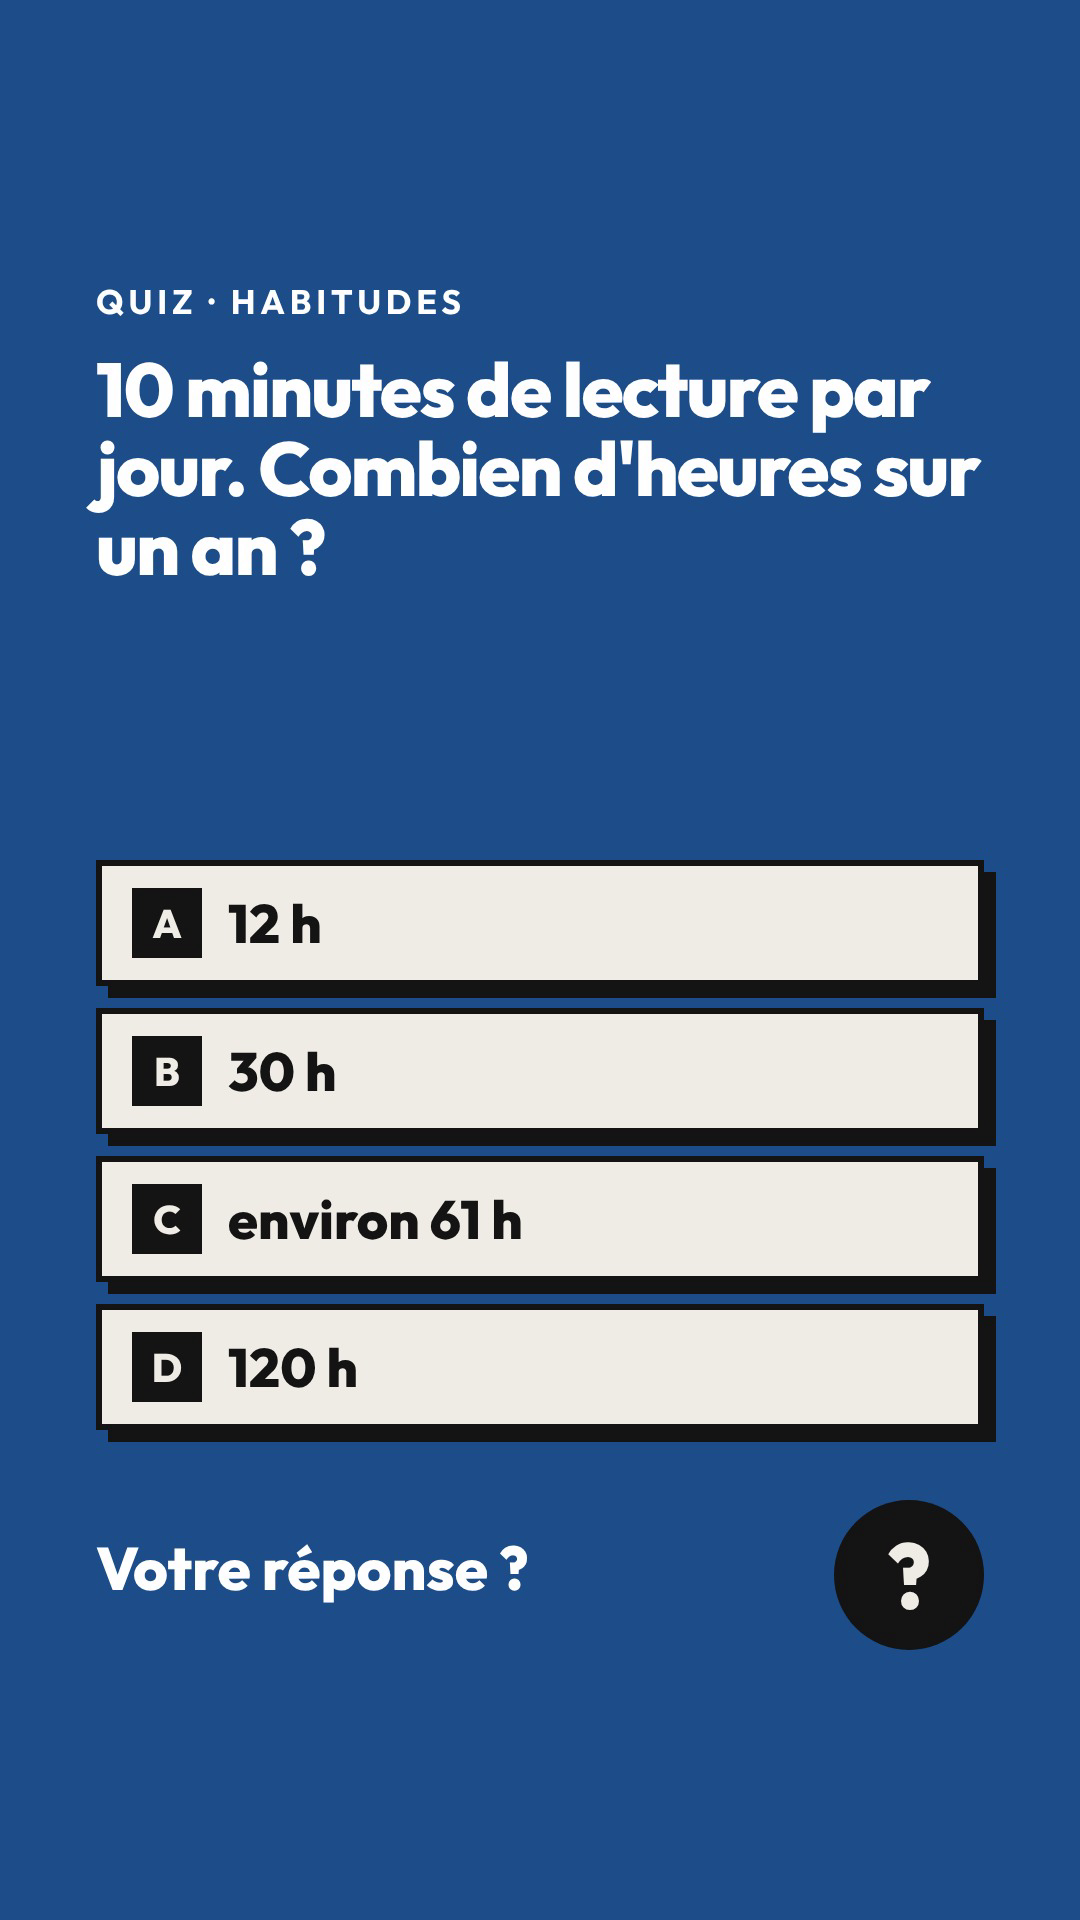 QUIZ · HABITUDES
10 minutes de lecture par
jour. Combien d'heures sur
un an ?
A 12 h
B 30 h
C environ 61 h
D 120 h
Votre réponse ?
?